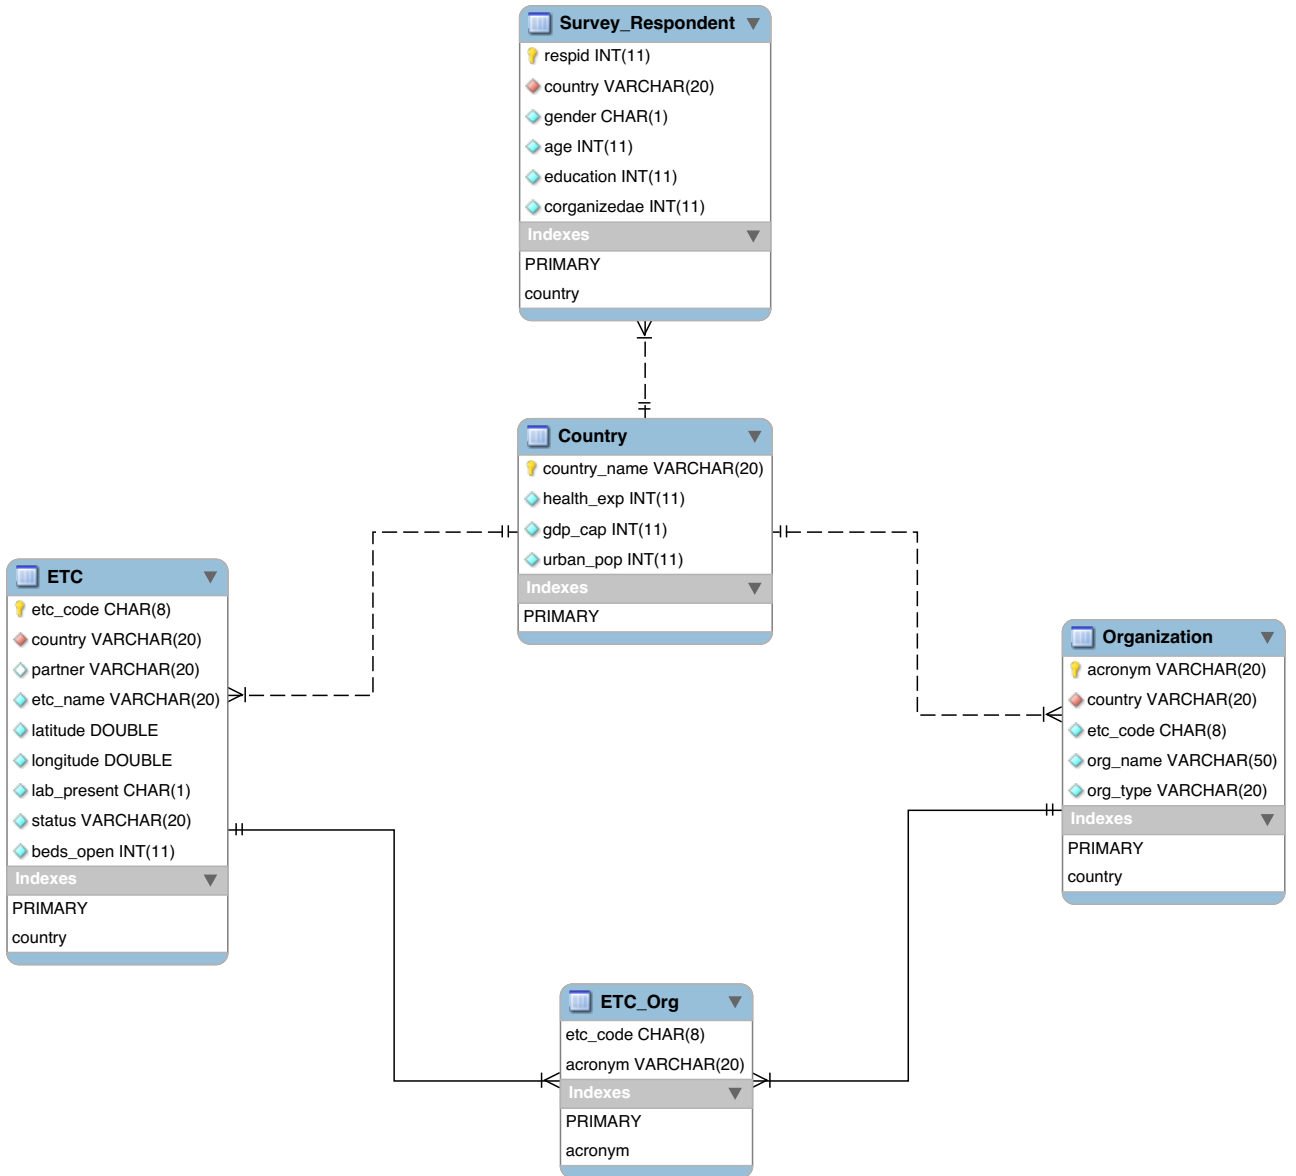 Survey_Respondent
respid INT(11)
country VARCHAR(20)
gender CHAR(1)
age INT(11)
education INT(11)
corganizedae INT(11)
Indexes
PRIMARY
country
Country
country_name VARCHAR(20)
health_exp INT(11)
gdp_cap INT(11)
urban_pop INT(11)
Indexes
PRIMARY
ETC
etc_code CHAR(8)
country VARCHAR(20)
partner VARCHAR(20)
etc_name VARCHAR(20)
latitude DOUBLE
longitude DOUBLE
lab_present CHAR(1)
status VARCHAR(20)
beds_open INT(11)
Indexes
PRIMARY
country
Organization
acronym VARCHAR(20)
country VARCHAR(20)
etc_code CHAR(8)
org_name VARCHAR(50)
org_type VARCHAR(20)
Indexes
PRIMARY
country
ETC_Org
etc_code CHAR(8)
acronym VARCHAR(20)
Indexes
PRIMARY
acronym